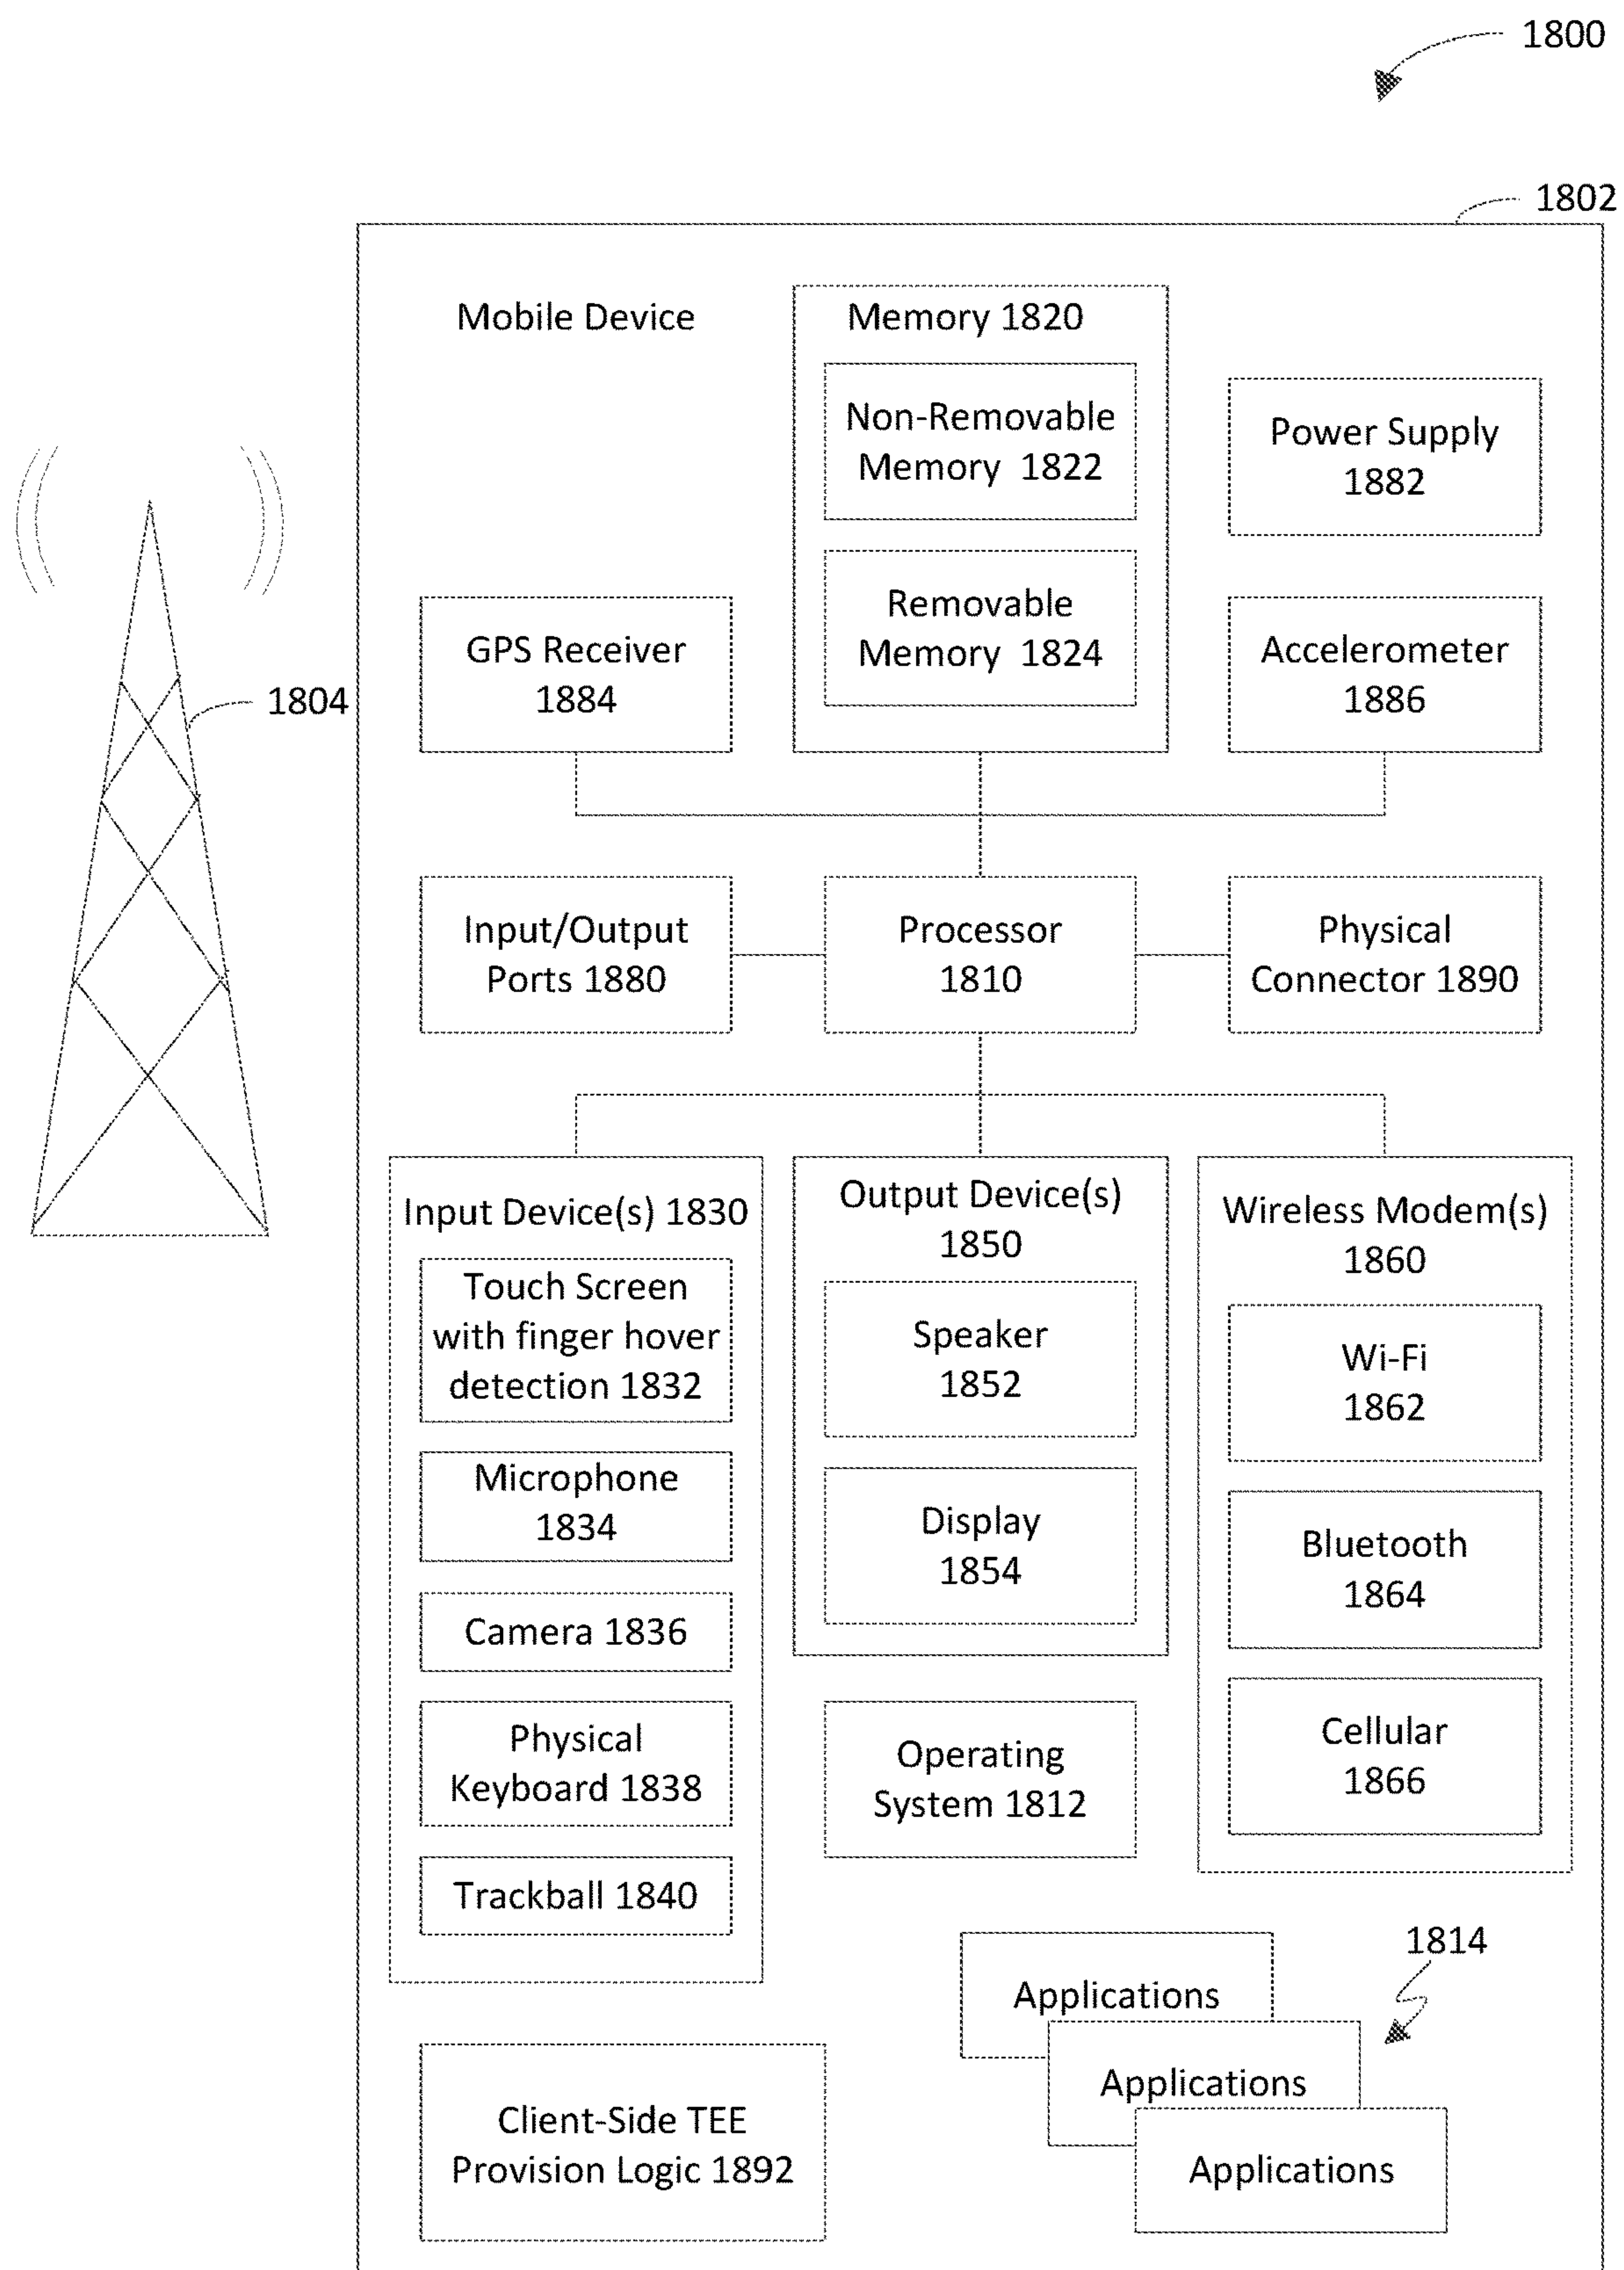 1800
1802
Mobile Device
Memory 1820
Non-Removable
Memory 1822
Power Supply
1882
Removable
Memory 1824
GPS Receiver
1884
Accelerometer
1886
1804
Input/Output
Ports 1880
Processor
1810
Physical
Connector 1890
Input Device(s) 1830
Touch Screen
with finger hover
detection 1832
Microphone
1834
Camera 1836
Physical
Keyboard 1838
Trackball 1840
Output Device(s)
1850
Speaker
1852
Display
1854
Operating
System 1812
Wireless Modem(s)
1860
Wi-Fi
1862
Bluetooth
1864
Cellular
1866
1814
Applications
Applications
Applications
Client-Side TEE
Provision Logic 1892